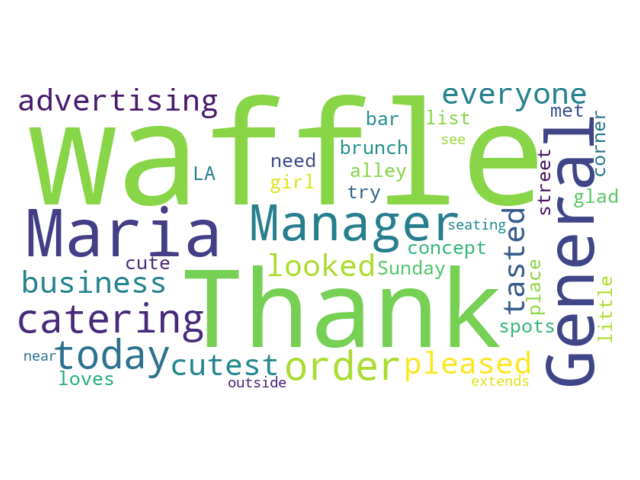 advertising
waffle
everyone
bar
list
met
see
corner
LA
need
brunch
girl
alley
try
street
General
glad
Maria
Manager
seating
tasted
concept
cute
looked
Sunday
business
Thank
place
little
catering
spots
near
today
cutest
order
pleased
loves
outside
extends